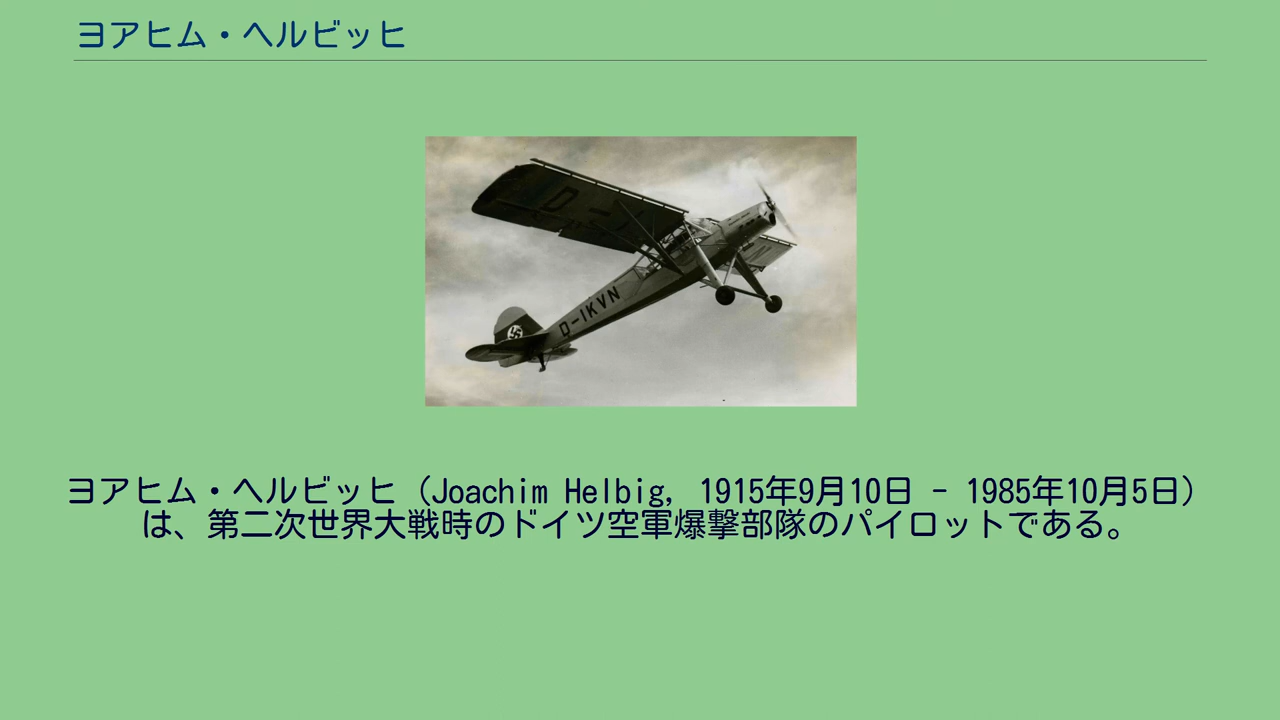 ヨアヒム・ヘルビッヒ
D-IKVN
ヨアヒム・ヘルビッヒ（Joachim Helbig, 1915年9月10日 - 1985年10月5日）
は、第二次世界大戦時のドイツ空軍爆撃部隊のパイロットである。